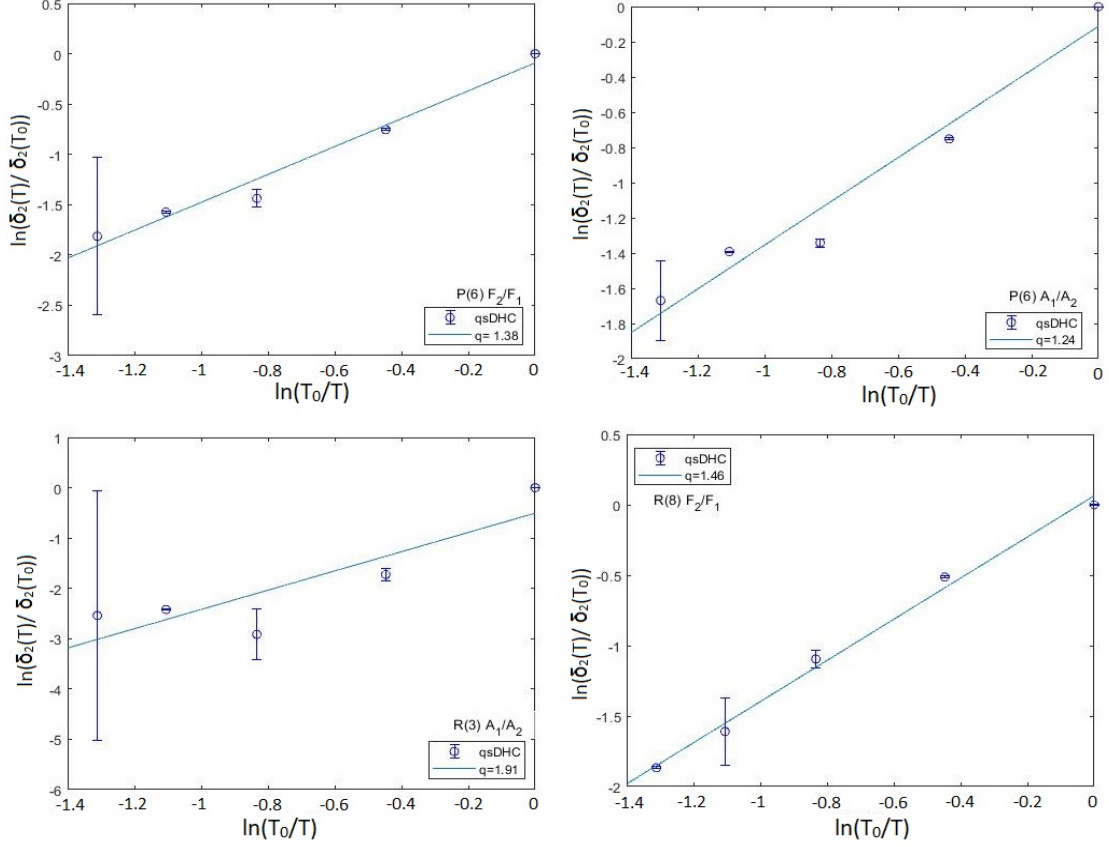 0.5
0
-0.5
-1
-1.5
-2
-2.5
-3
-1.4 -1.2 -1 -0.8 -0.6 -0.4 -0.2 0
ln(δ₂(T)/ δ₂(T₀))
ln(T₀/T)
P(6) F₂/F₁
qsDHC
q= 1.38
0
-0.2
-0.4
-0.6
-0.8
-1
-1.2
-1.4
-1.6
-1.8
-2
-1.4 -1.2 -1 -0.8 -0.6 -0.4 -0.2 0
ln(δ₂(T)/ δ₂(T₀))
ln(T₀/T)
P(6) A₁/A₂
qsDHC
q=1.24
1
0
-1
-2
-3
-4
-5
-6
-1.4 -1.2 -1 -0.8 -0.6 -0.4 -0.2 0
ln(δ₂(T)/ δ₂(T₀))
ln(T₀/T)
R(3) A₁/A₂
qsDHC
q=1.91
0.5
0
-0.5
-1
-1.5
-2
-1.4 -1.2 -1 -0.8 -0.6 -0.4 -0.2 0
ln(δ₂(T)/ δ₂(T₀))
ln(T₀/T)
qsDHC
q=1.46
R(8) F₂/F₁